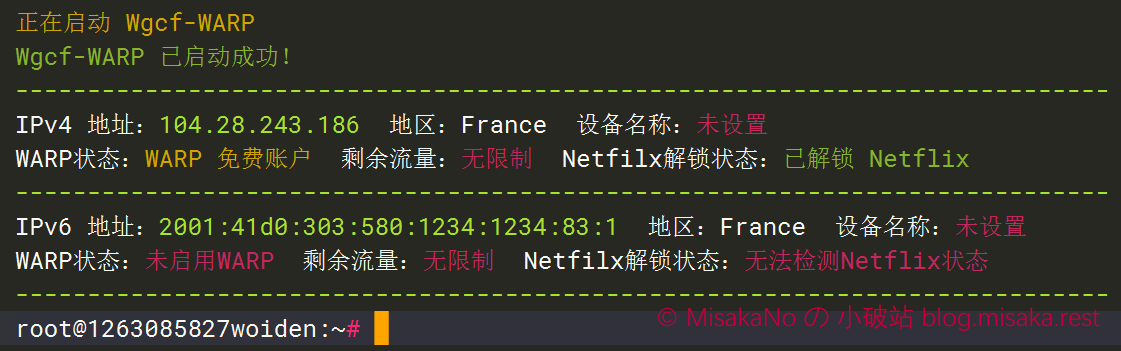 正在启动 Wgcf-WARP
Wgcf-WARP 已启动成功！
----------------------------------------------------------------------------
IPv4 地址：104.28.243.186  地区：France  设备名称：未设置
WARP状态：WARP 免费账户  剩余流量：无限制  Netfilx解锁状态：已解锁 Netflix
----------------------------------------------------------------------------
IPv6 地址：2001:41d0:303:580:1234:1234:83:1  地区：France  设备名称：未设置
WARP状态：未启用WARP  剩余流量：无限制  Netfilx解锁状态：无法检测Netflix状态
----------------------------------------------------------------------------
root@1263085827woiden:~#
© MisakaNo の 小破站 blog.misaka.rest